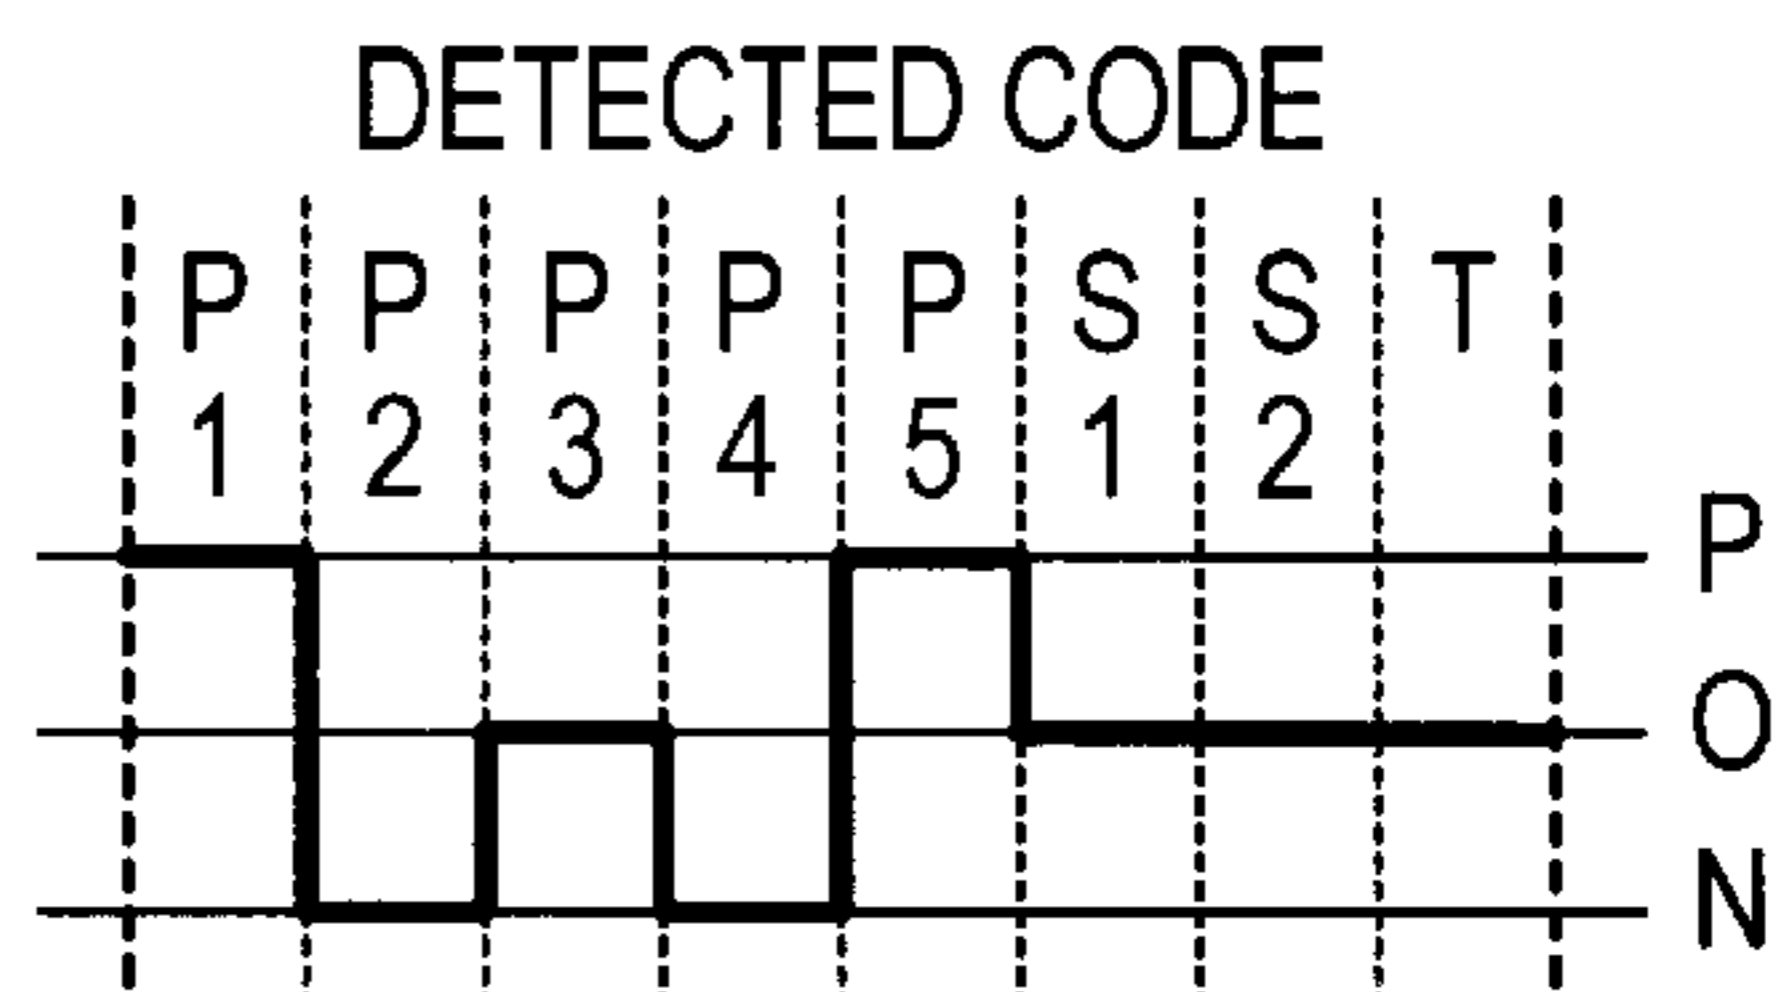 DETECTED CODE
P P P P P S S T
1 2 3 4 5 1 2
P
O
N